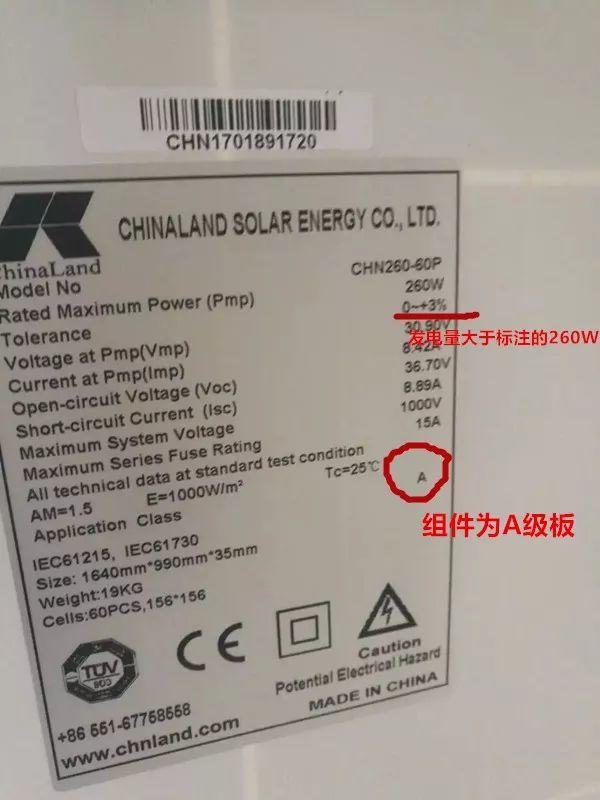 CHN1701891720
CHINALAND SOLAR ENERGY CO., LTD.
ChinaLand
Model No CHN260-60P
Rated Maximum Power (Pmp) 260W
Tolerance 0~+3%
发电量大于标注的260W
Voltage at Pmp(Vmp) 30.90V
Current at Pmp(Imp) 8.42A
Open-circuit Voltage (Voc) 36.70V
Short-circuit Current (Isc) 8.89A
Maximum System Voltage 1000V
Maximum Series Fuse Rating 15A
All technical data at standard test condition
AM=1.5 E=1000W/m² Tc=25℃
Application Class A
组件为A级板
IEC61215, IEC61730
Size: 1640mm*990mm*35mm
Weight:19KG
Cells:60PCS,156*156
TÜV
CE
Caution
Potential Electrical Hazard
MADE IN CHINA
+86 551-67758558
www.chnland.com